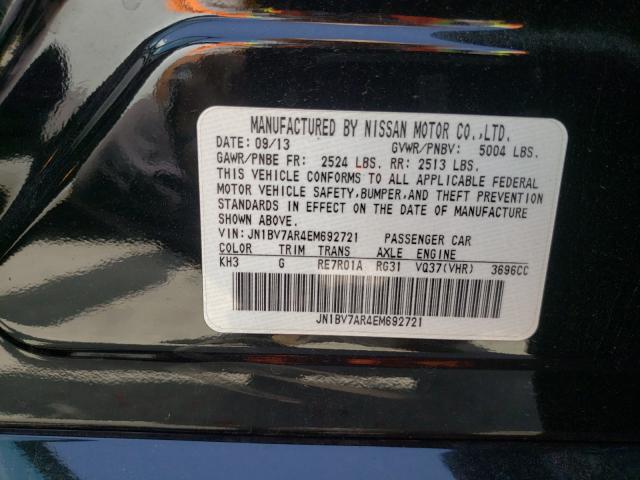 MANUFACTURED BY NISSAN MOTOR CO.,LTD.
DATE: 09/13 GVWR/PNBV: 5004 LBS.
GAWR/PNBE FR: 2524 LBS. RR: 2513 LBS.
THIS VEHICLE CONFORMS TO ALL APPLICABLE FEDERAL
MOTOR VEHICLE SAFETY,BUMPER,AND THEFT PREVENTION
STANDARDS IN EFFECT ON THE DATE OF MANUFACTURE
SHOWN ABOVE.
VIN: JN1BV7AR4EM692721 PASSENGER CAR
COLOR TRIM TRANS AXLE ENGINE
KH3 G RE7R01A RG31 VQ37(VHR) 3696CC
JN1BV7AR4EM692721